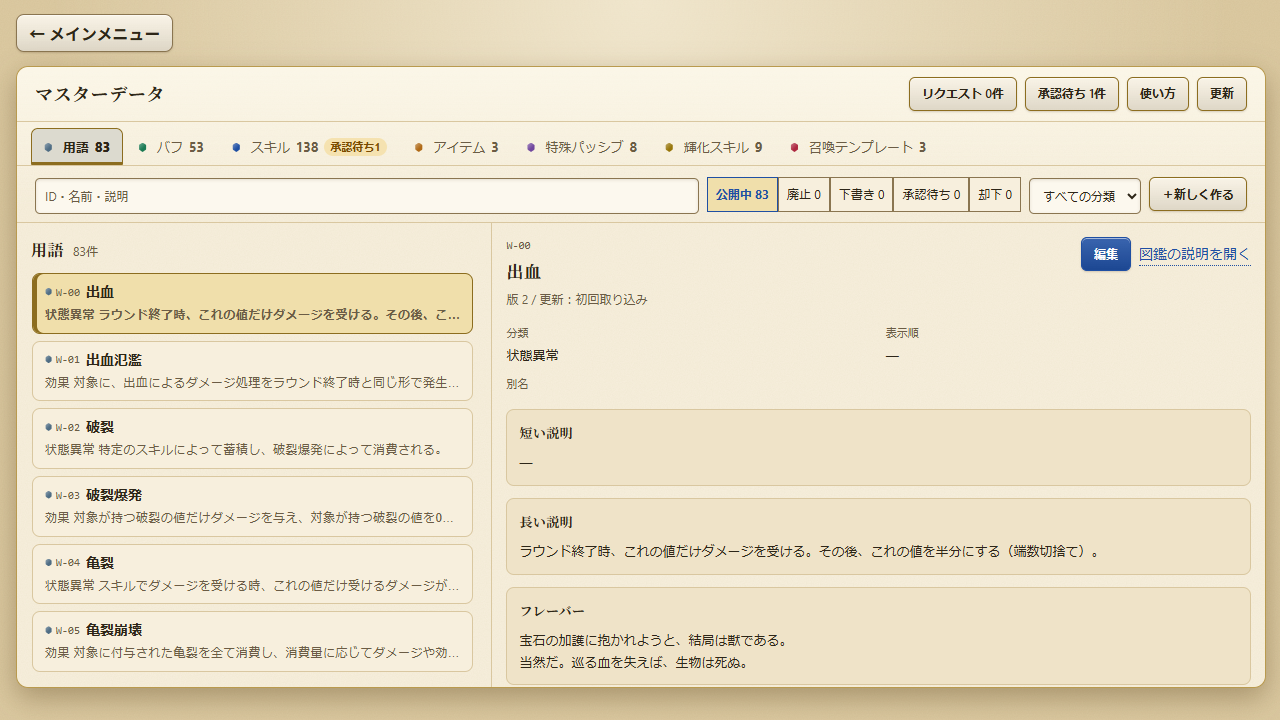 ← メインメニュー
マスターデータ
リクエスト 0件
承認待ち 1件
使い方
更新
用語 83
バフ 53
スキル 138 承認待ち1
アイテム 3
特殊パッシブ 8
輝化スキル 9
召喚テンプレート 3
ID・名前・説明
公開中 83
廃止 0
下書き 0
承認待ち 0
却下 0
すべての分類
+新しく作る
用語 83件
W-00 出血
状態異常 ラウンド終了時、これの値だけダメージを受ける。その後、こ…
W-01 出血氾濫
効果 対象に、出血によるダメージ処理をラウンド終了時と同じ形で発生…
W-02 破裂
状態異常 特定のスキルによって蓄積し、破裂爆発によって消費される。
W-03 破裂爆発
効果 対象が持つ破裂の値だけダメージを与え、対象が持つ破裂の値を0…
W-04 亀裂
状態異常 スキルでダメージを受ける時、これの値だけ受けるダメージが…
W-05 亀裂崩壊
効果 対象に付与された亀裂を全て消費し、消費量に応じてダメージや効…
W-00
出血
版 2 / 更新：初回取り込み
編集
図鑑の説明を開く
分類
状態異常
表示順
—
別名
短い説明
—
長い説明
ラウンド終了時、これの値だけダメージを受ける。その後、これの値を半分にする（端数切捨て）。
フレーバー
宝石の加護に抱かれようと、結局は獣である。
当然だ。巡る血を失えば、生物は死ぬ。